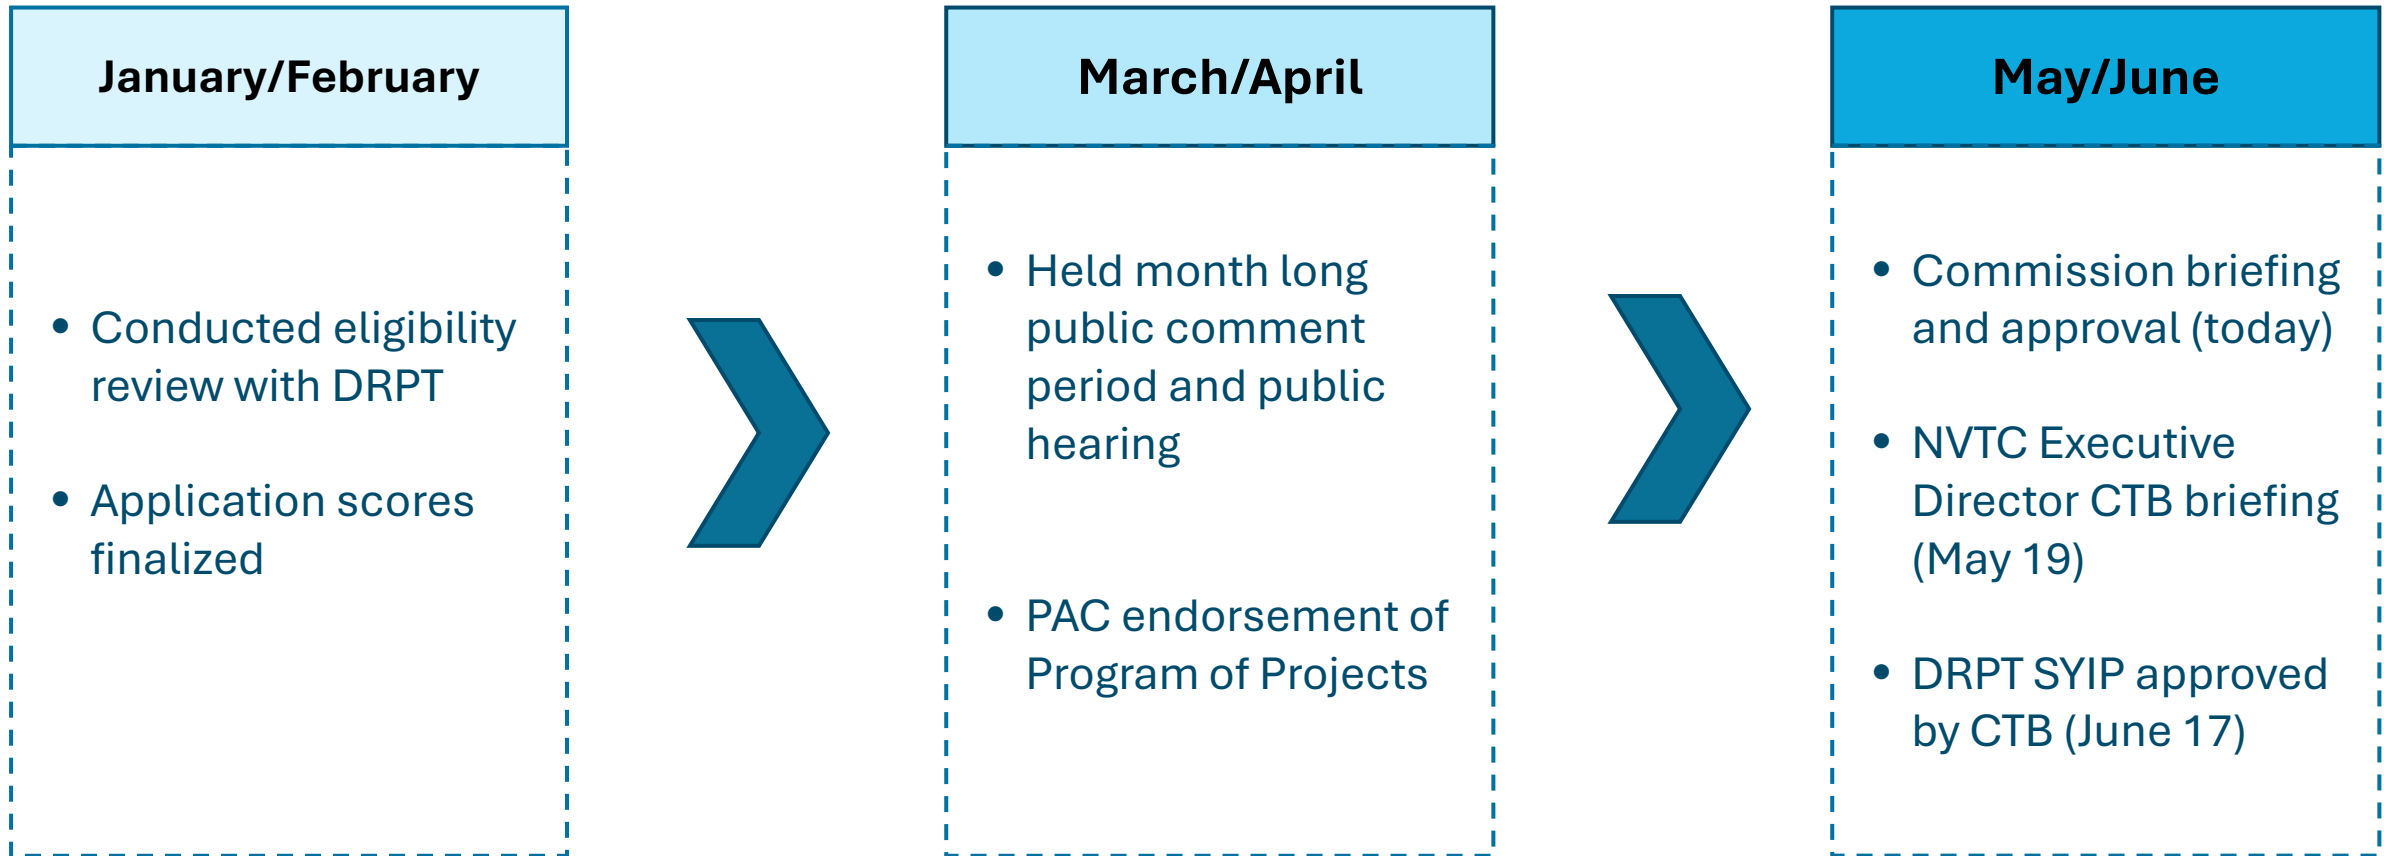 January/February
• Conducted eligibility
review with DRPT
• Application scores
finalized
March/April
• Held month long
public comment
period and public
hearing
• PAC endorsement of
Program of Projects
May/June
• Commission briefing
and approval (today)
• NVTC Executive
Director CTB briefing
(May 19)
• DRPT SYIP approved
by CTB (June 17)